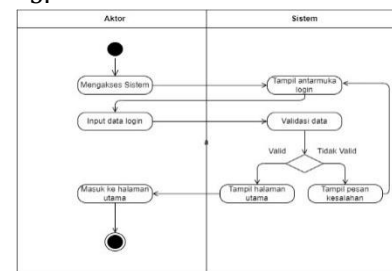 Aktor
Sistem
Mengakses Sistem
Tampil antarmuka
login
Input data login
Validasi data
Valid
Tidak Valid
Masuk ke halaman
utama
Tampil halaman
utama
Tampil pesan
kesalahan